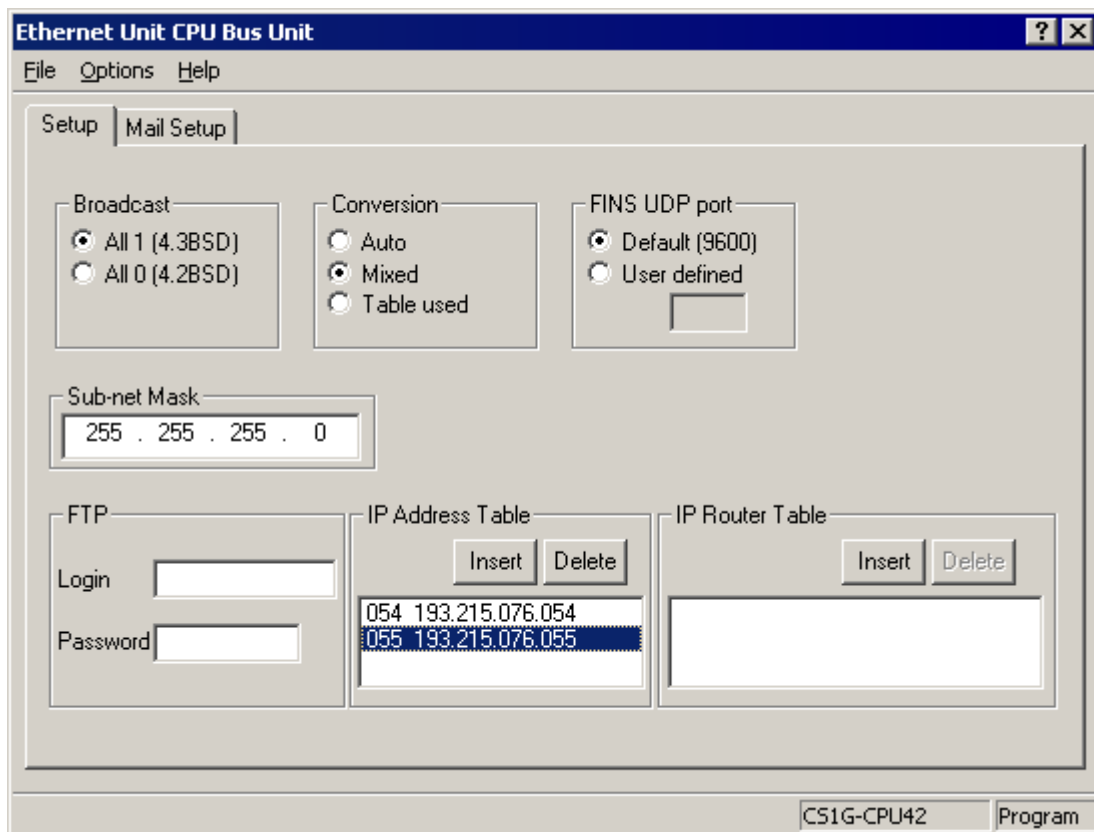 Ethernet Unit CPU Bus Unit
File Options Help
Setup Mail Setup
Broadcast
All 1 (4.3BSD)
All 0 (4.2BSD)
Conversion
Auto
Mixed
Table used
FINS UDP port
Default (9600)
User defined
Sub-net Mask
255 . 255 . 255 . 0
FTP
Login
Password
IP Address Table
Insert Delete
054 193.215.076.054
055 193.215.076.055
IP Router Table
Insert Delete
CS1G-CPU42 Program